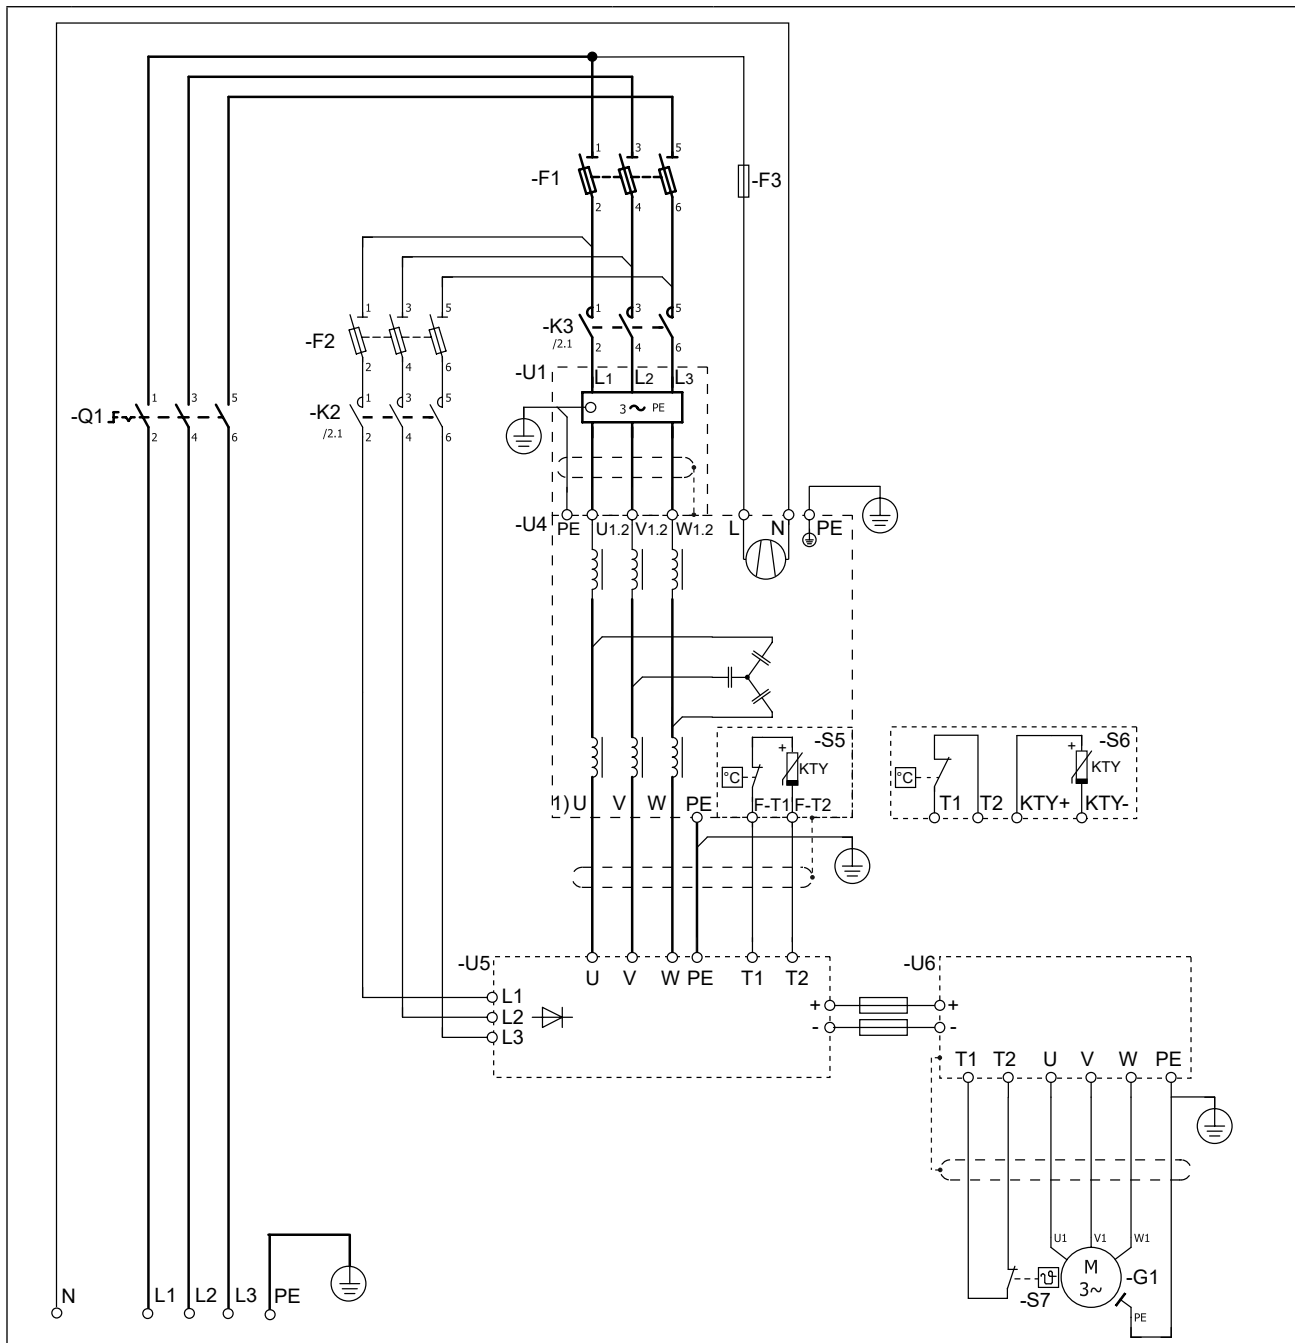 1 3 5
-F1
-F3
2 4 6
1 3 5
1 3 5
-F2
-K3
/2.1
2 4 6
2 4 6
-U1
L1 L2 L3
3 PE
1 3 5
-Q1
2 4 6
1 3 5
-K2
/2.1
2 4 6
-U4
PE U1.2 V1.2 W1.2 L N PE
-S5
+
KTY
°C
-S6
+
KTY
°C
1) U V W PE F-T1 F-T2
T1 T2 KTY+ KTY-
-U5
U V W PE T1 T2
-U6
L1
L2
L3
+ +
- -
T1 T2 U V W PE
U1 V1 W1
M
3~
-G1
ϑ
-S7
PE
N L1 L2 L3 PE